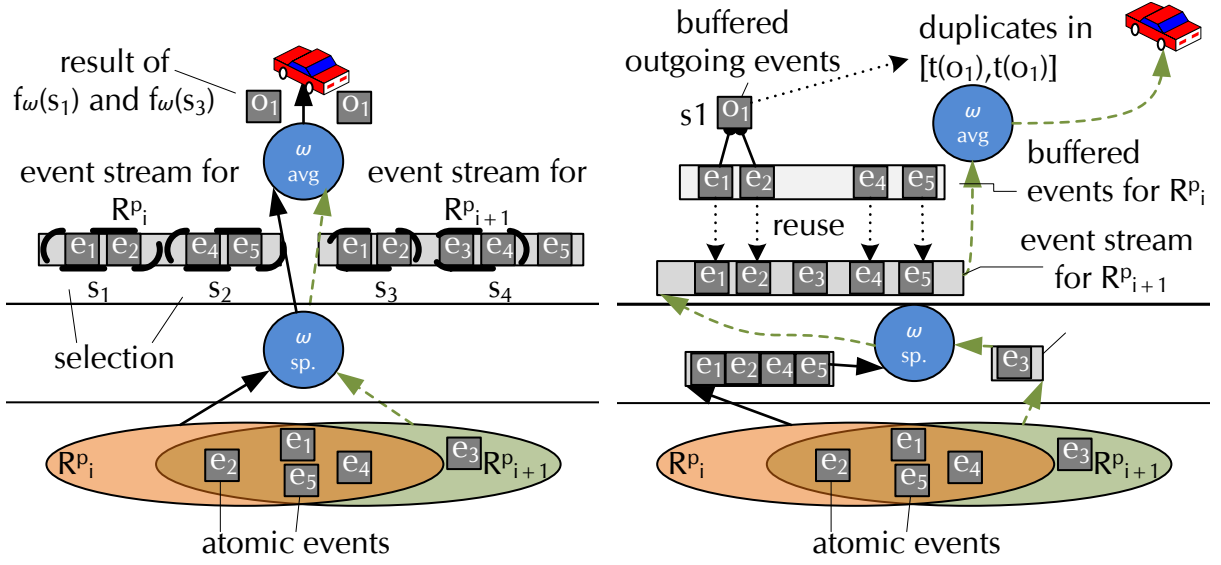 result of
fω(s1) and fω(s3)
o1
o1
ω
avg
event stream for
Rpi
event stream for
Rpi+1
e1
e2
e4
e5
e1
e2
e3
e4
e5
s1
s2
s3
s4
selection
ω
sp.
Rpi
e2
e1
e5
e4
e3
Rpi+1
atomic events
buffered
outgoing events
duplicates in
[t(o1),t(o1)]
s1
o1
ω
avg
e1
e2
e4
e5
buffered
events for Rpi
reuse
e1
e2
e3
e4
e5
event stream
for Rpi+1
ω
sp.
e1
e2
e4
e5
e3
Rpi
e2
e1
e5
e4
e3
Rpi+1
atomic events